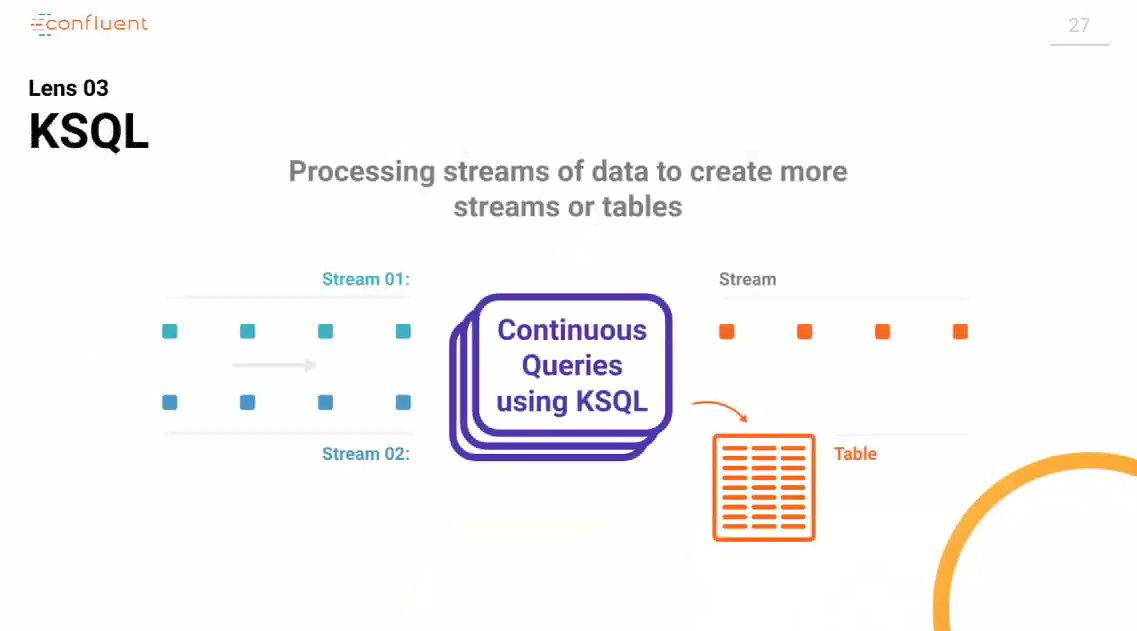 confluent
27
Lens 03
KSQL
Processing streams of data to create more
streams or tables
Stream 01:
Stream
Continuous
Queries
using KSQL
Stream 02:
Table